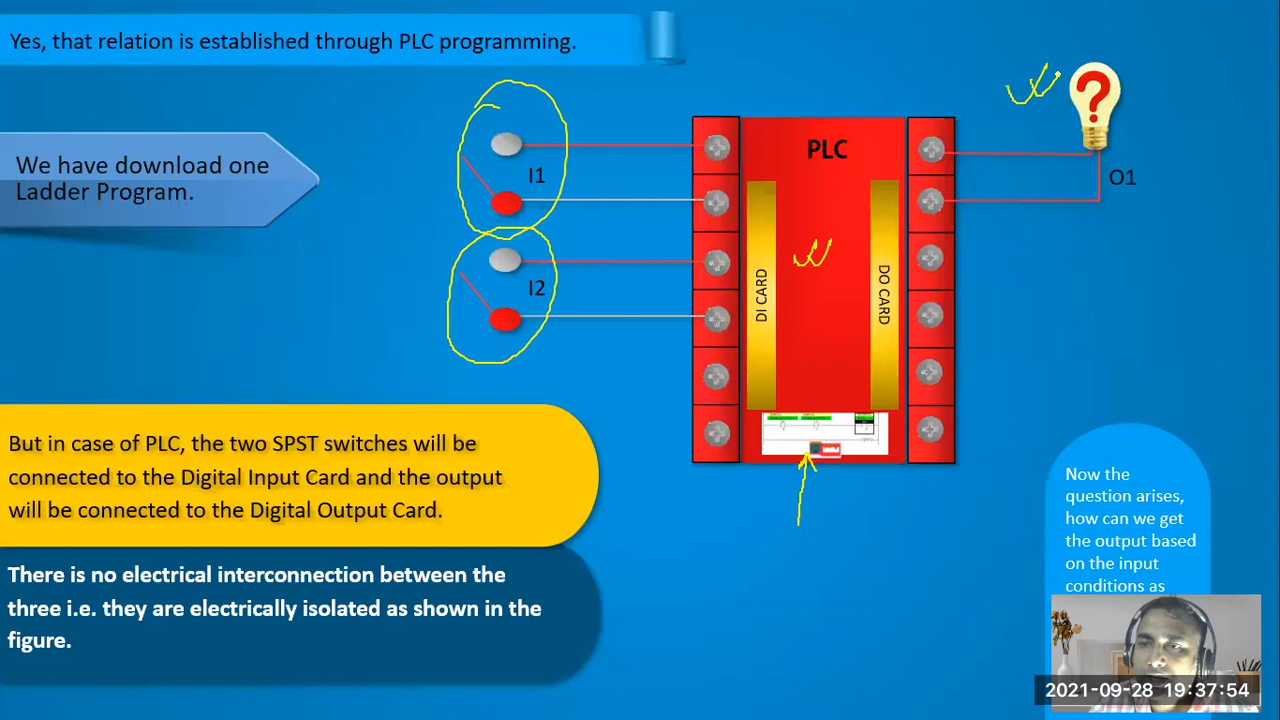 Yes, that relation is established through PLC programming.
We have download one
Ladder Program.
I1
I2
PLC
DI CARD
DO CARD
?
O1
But in case of PLC, the two SPST switches will be
connected to the Digital Input Card and the output
will be connected to the Digital Output Card.
There is no electrical interconnection between the
three i.e. they are electrically isolated as shown in the
figure.
Now the
question arises,
how can we get
the output based
on the input
conditions as
2021-09-28 19:37:54